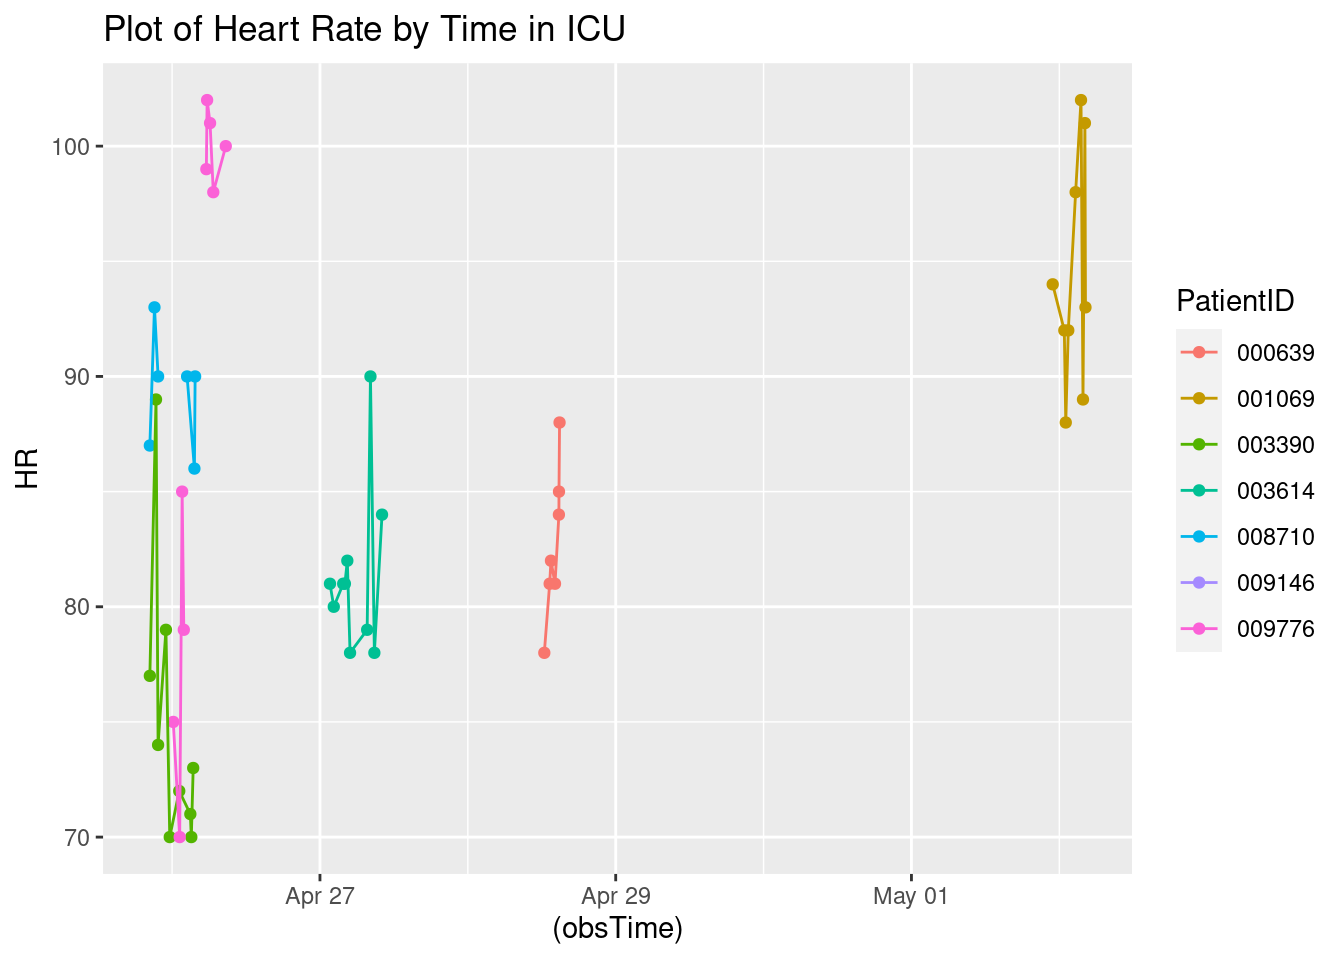 Plot of Heart Rate by Time in ICU
HR
100
90
80
70
Apr 27
Apr 29
May 01
(obsTime)
PatientID
000639
001069
003390
003614
008710
009146
009776